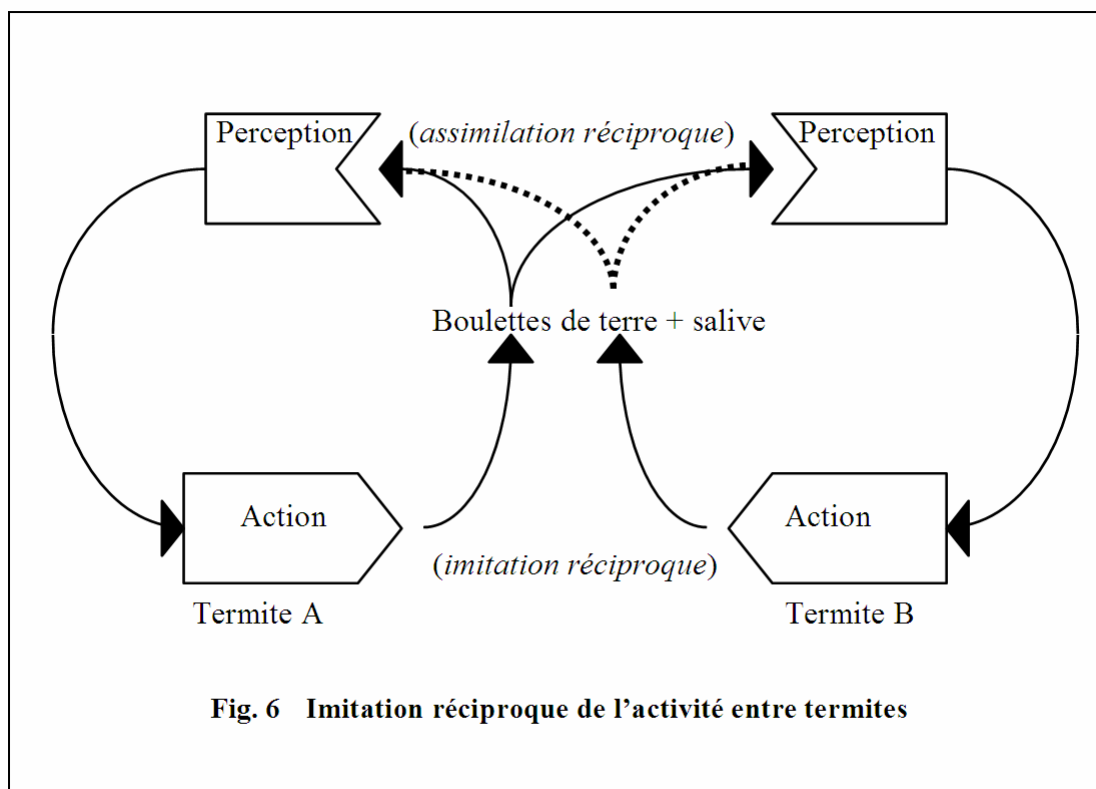 Perception (assimilation réciproque) Perception
Boulettes de terre + salive
Action Action
(imitation réciproque)
Termite A Termite B
Fig. 6 Imitation réciproque de l’activité entre termites